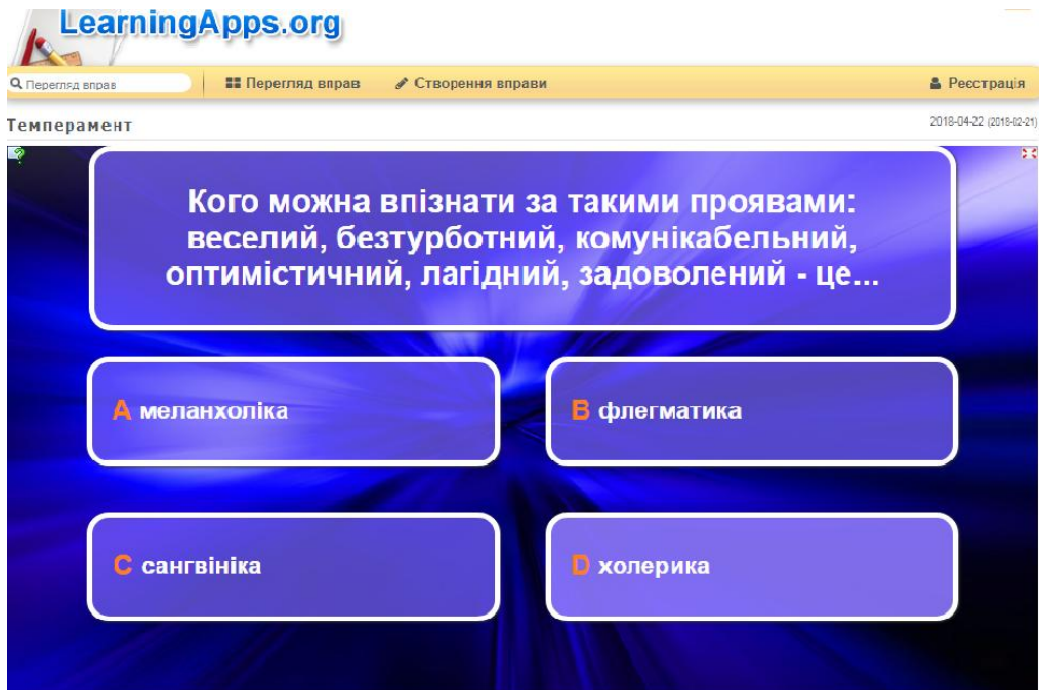 LearningApps.org
Перегляд вправ
Перегляд вправ
Створення вправи
Реєстрація
Темперамент
2018-04-22 (2018-02-21)
Кого можна впізнати за такими проявами:
веселий, безтурботний, комунікабельний,
оптимістичний, лагідний, задоволений - це...
A меланхоліка
B флегматика
C сангвініка
D холерика